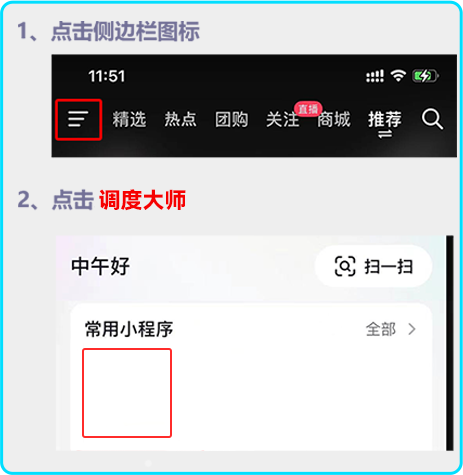 1、点击侧边栏图标
11:51
精选 热点 团购 关注 直播 商城 推荐
2、点击 调度大师
中午好 扫一扫
常用小程序 全部 >